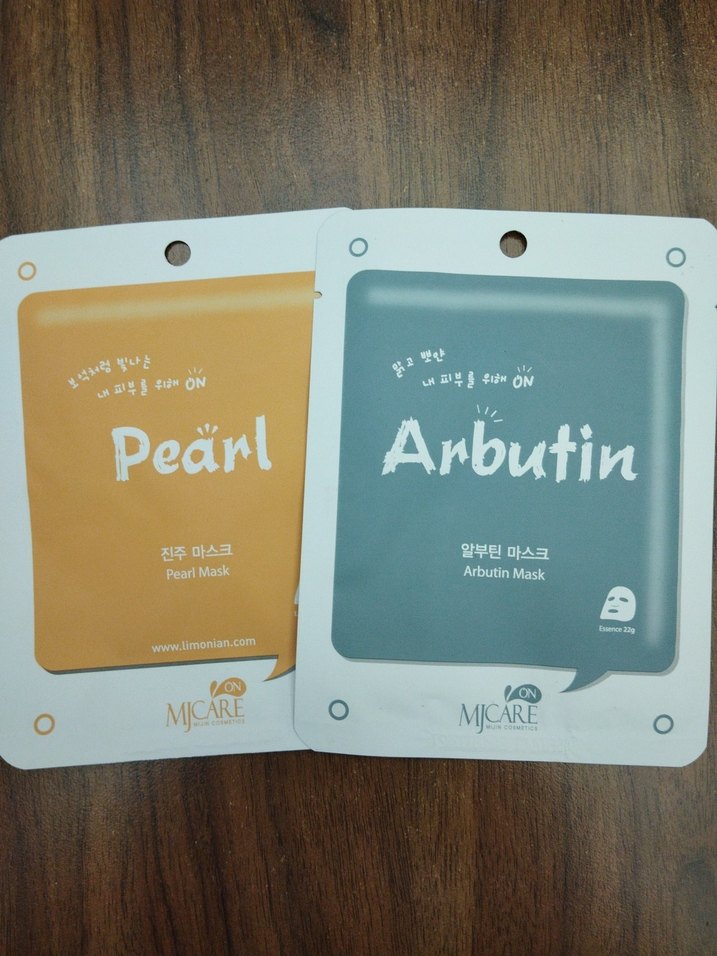 보석처럼 빛나는
내 피부를 위해 ON
Pearl
진주 마스크
Pearl Mask
www.limonian.com
ON
MJCARE
MIJIN COSMETICS
맑고 뽀얀
내 피부를 위해 ON
Arbutin
알부틴 마스크
Arbutin Mask
Essence 22g
ON
MJCARE
MIJIN COSMETICS